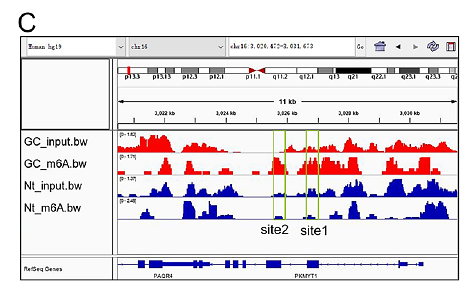 C
Human hg19 chr16 chr16:3,020,472-3,031,673 Go
p13.3 p13.13 p12.3 p12.1 p11.1 q11.2 q12.1 q13 q21 q22.1 q23.1 q23.3
11 kb
3,022 kb 3,024 kb 3,026 kb 3,028 kb 3,030 kb
GC_input.bw
GC_m6A.bw
Nt_input.bw
Nt_m6A.bw
site2 site1
RefSeq Genes
PAQR4 PKMYT1